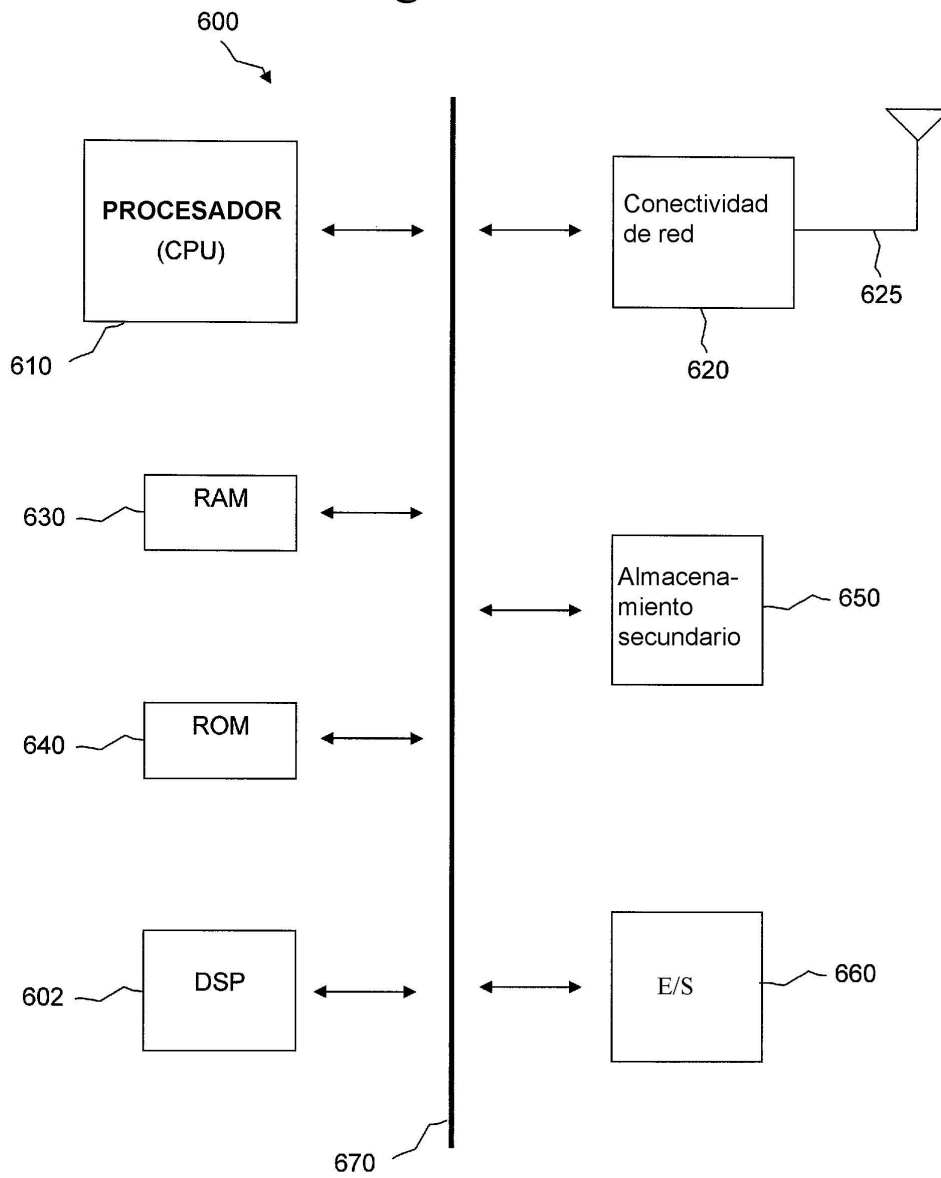 600
PROCESADOR
(CPU)
610
Conectividad
de red
625
620
RAM
630
Almacena-
miento
secundario
650
ROM
640
DSP
602
E/S
660
670